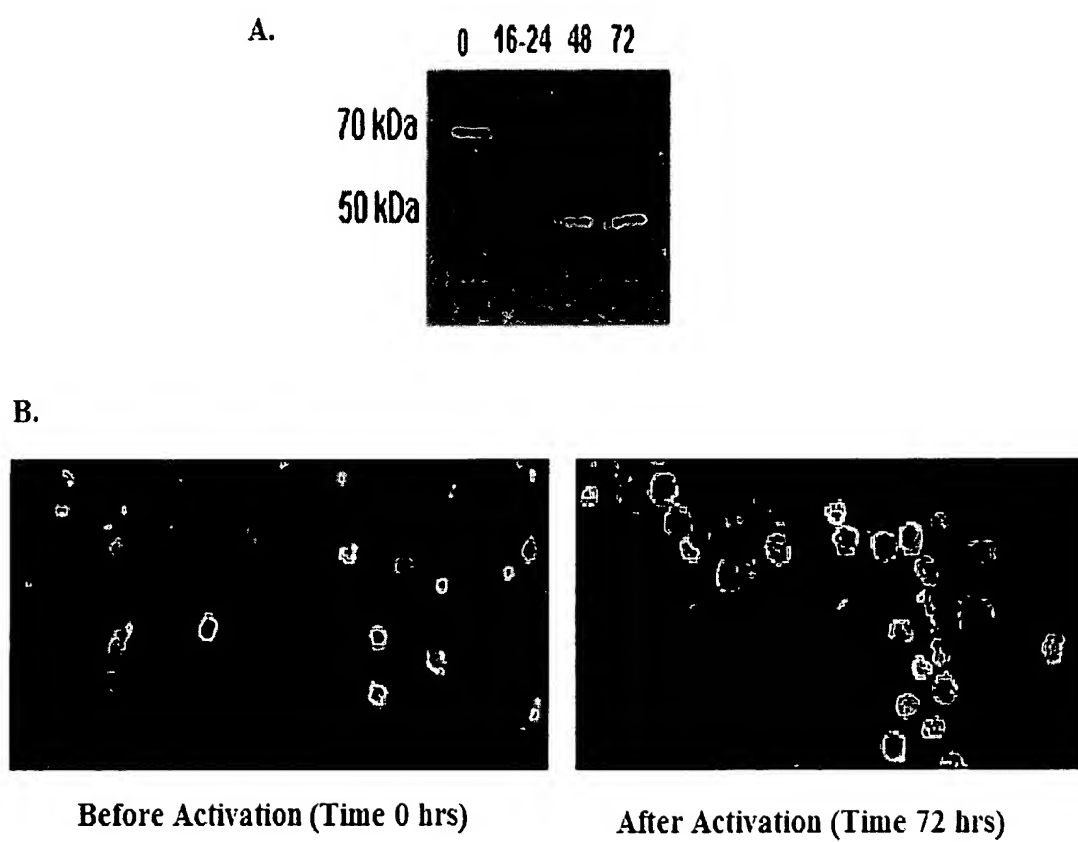 A.
0 16-24 48 72
70 kDa
50 kDa
B.
Before Activation (Time 0 hrs)
After Activation (Time 72 hrs)